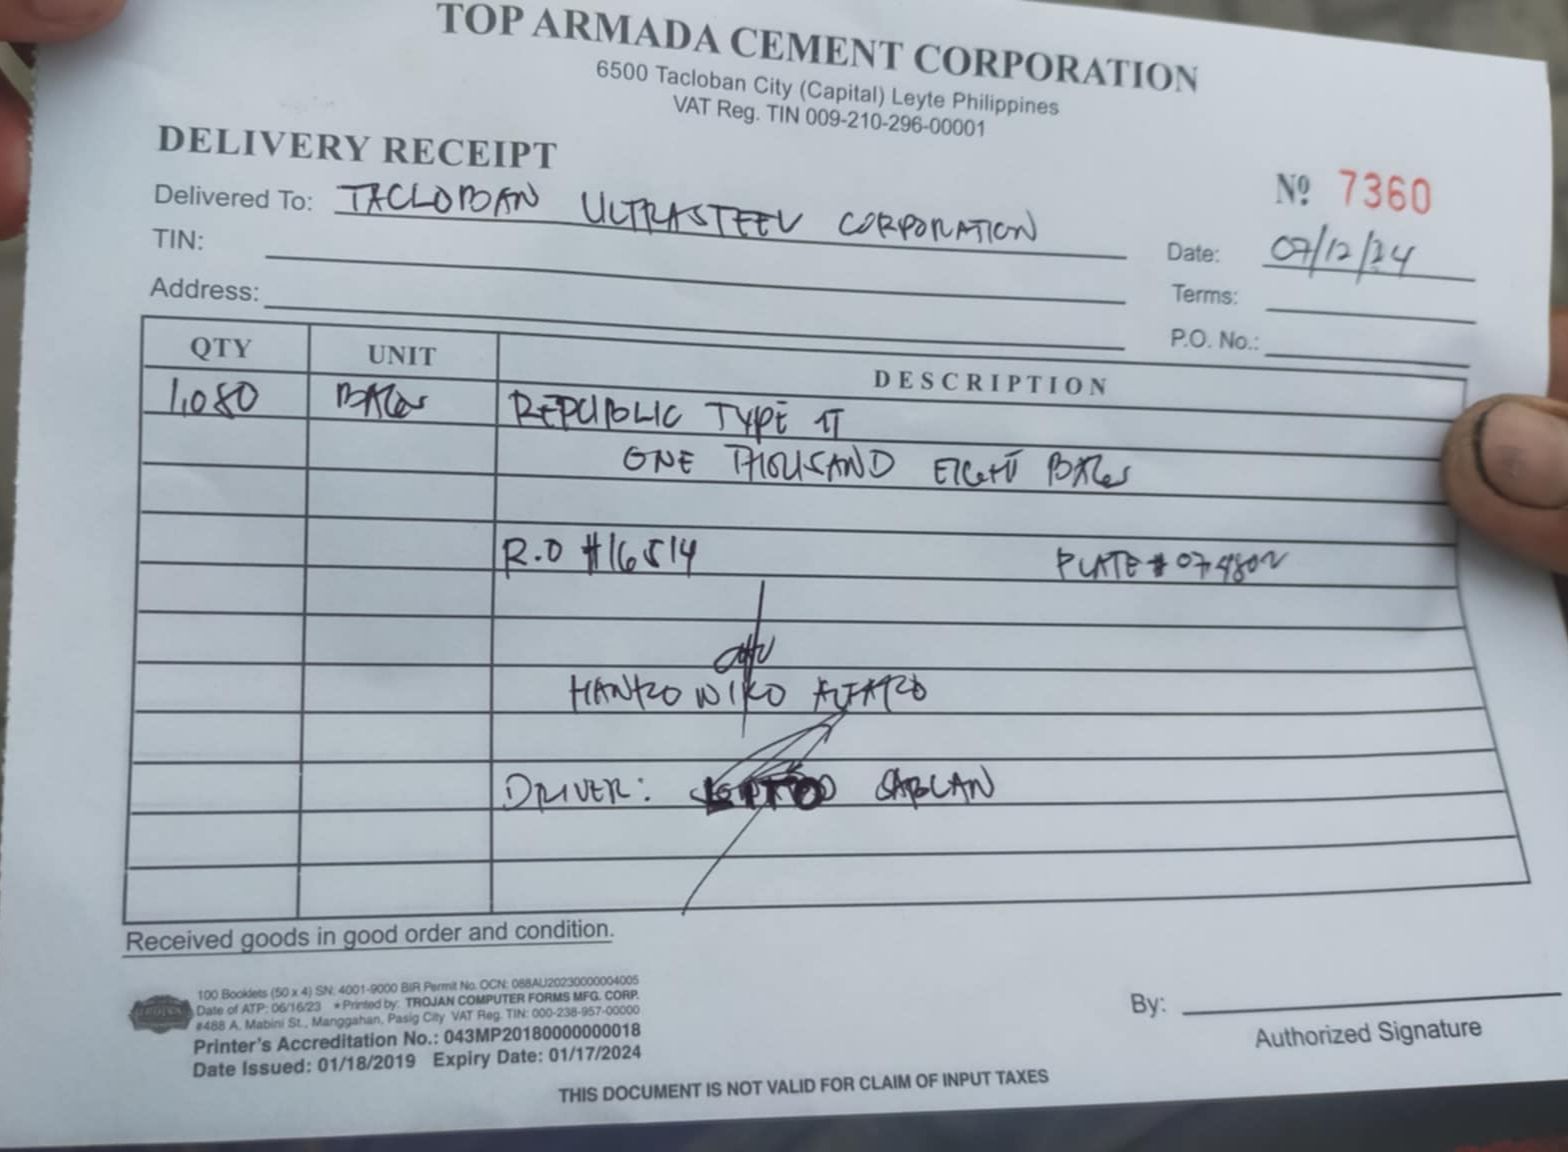 TOP ARMADA CEMENT CORPORATION
6500 Tacloban City (Capital) Leyte Philippines
VAT Reg. TIN 009-210-296-00001
DELIVERY RECEIPT
Nº 7360
Delivered To: TACLOBAN ULTRASTEEL CORPORATION
Date: 07/12/24
TIN:
Terms:
Address:
P.O. No.:
QTY UNIT DESCRIPTION
1,080 BAGS REPUBLIC TYPE 1T
ONE THOUSAND EIGHT BAGS
R.O #16514 PLATE #
HANZO NIKO
DRIVER: SABLAN
Received goods in good order and condition.
100 Booklets (50 x 4) SN: 4001-9000 BIR Permit No. OCN: 088AU20230000004005
Date of ATP: 06/16/23 • Printed by: TROJAN COMPUTER FORMS MFG. CORP.
#488 A. Mabini St., Manggahan, Pasig City VAT Reg. TIN: 000-238-957-00000
Printer's Accreditation No.: 043MP20180000000018
Date Issued: 01/18/2019 Expiry Date: 01/17/2024
By:
Authorized Signature
THIS DOCUMENT IS NOT VALID FOR CLAIM OF INPUT TAXES